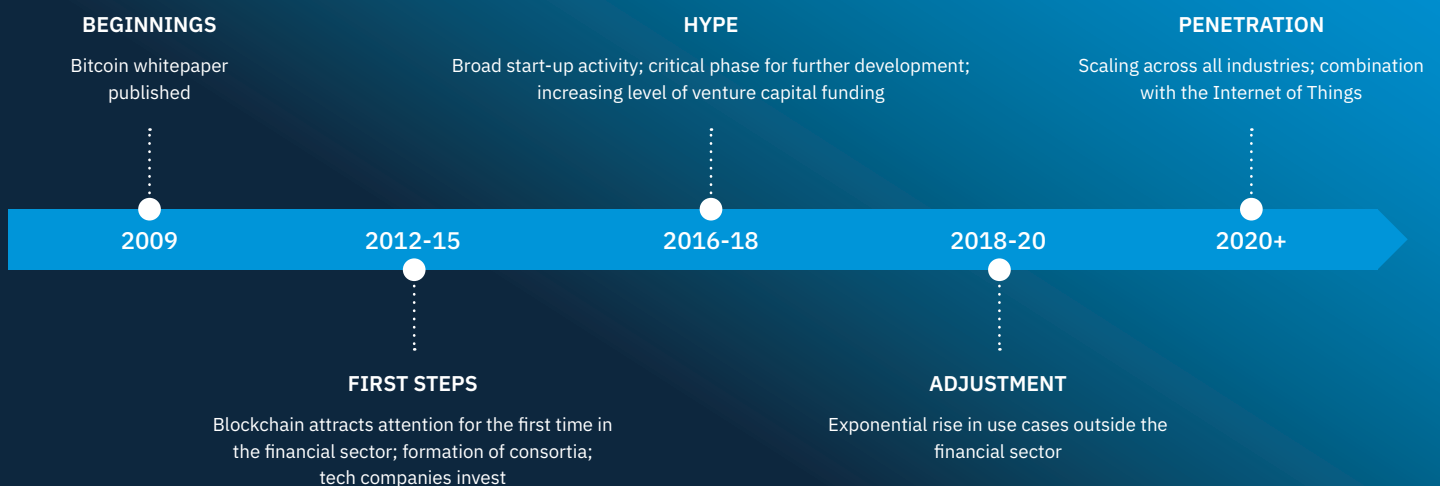 BEGINNINGS
Bitcoin whitepaper
published
HYPE
Broad start-up activity; critical phase for further development;
increasing level of venture capital funding
PENETRATION
Scaling across all industries; combination
with the Internet of Things
2009
2012-15
2016-18
2018-20
2020+
FIRST STEPS
Blockchain attracts attention for the first time in
the financial sector; formation of consortia;
tech companies invest
ADJUSTMENT
Exponential rise in use cases outside the
financial sector